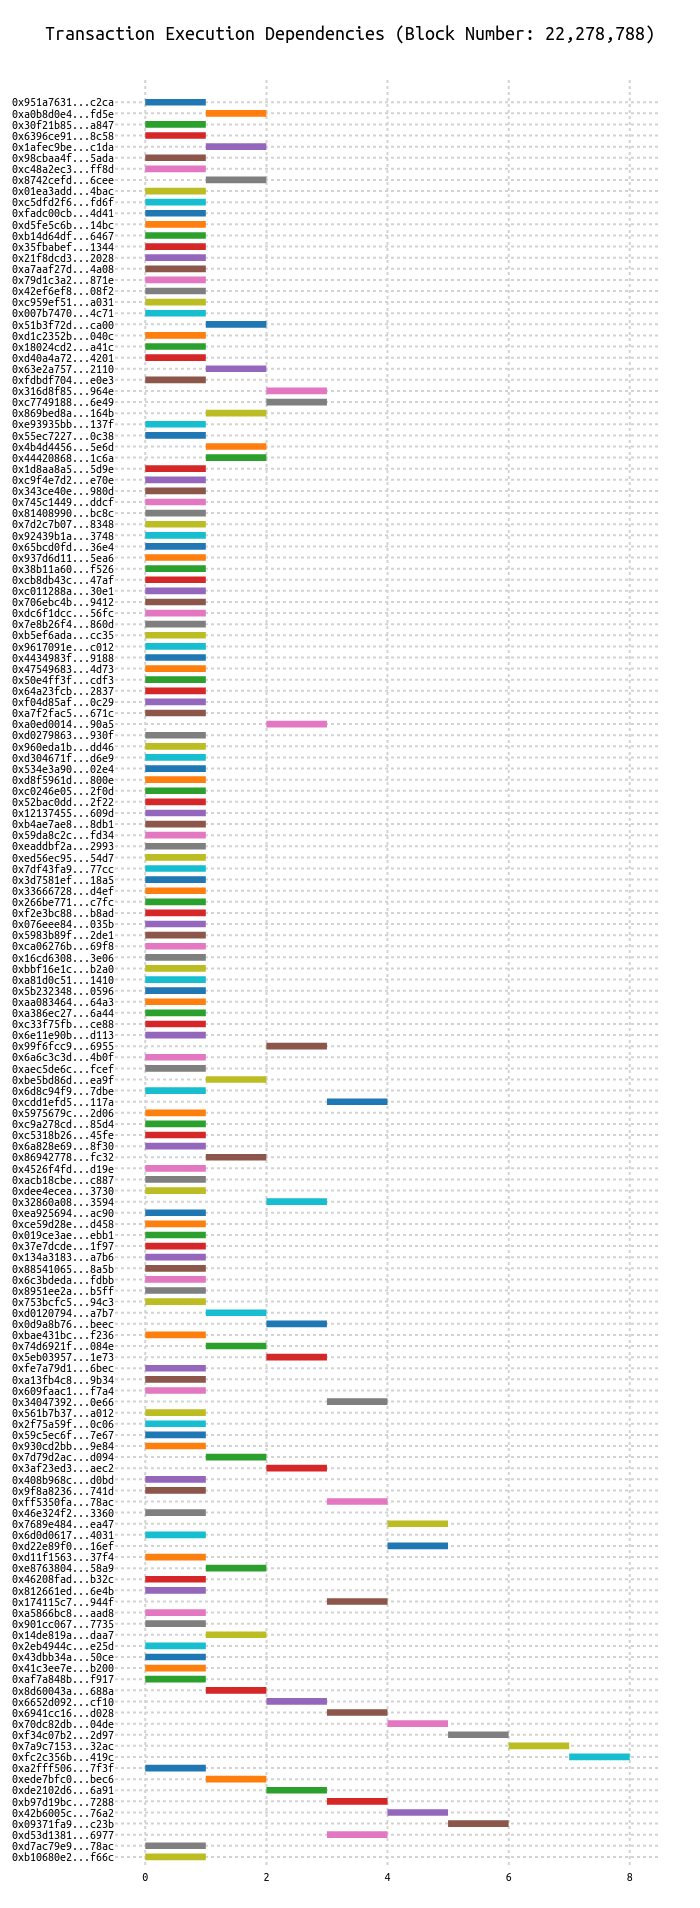 Transaction Execution Dependencies (Block Number: 22,278,788)
0x951a7631...c2ca
0xa0b8d0e4...fd5e
0x30f21b85...a847
0x6396ce91...8c58
0x1afec9be...c1da
0x98cbaa4f...5ada
0xc48a2ec3...ff8d
0x8742cefd...6cee
0x01ea3add...4bac
0xc5dfd2f6...fd6f
0xfadc00cb...4d41
0xd5fe5c6b...14bc
0xb14d64df...6467
0x35fbabef...1344
0x21f8dcd3...2028
0xa7aaf27d...4a08
0x79d1c3a2...871e
0x42ef6ef8...08f2
0xc959ef51...a031
0x007b7470...4c71
0x51b3f72d...ca00
0xd1c2352b...040c
0x18024cd2...a41c
0xd40a4a72...4201
0x63e2a757...2110
0xfdbdf704...e0e3
0x316d8f85...964e
0xc7749188...6e49
0x869bed8a...164b
0xe93935bb...137f
0x55ec7227...0c38
0x4b4d4456...5e6d
0x44420868...1c6a
0x1d8aa8a5...5d9e
0xc9f4e7d2...e70e
0x343ce40e...980d
0x745c1449...ddcf
0x81408990...bc8c
0x7d2c7b07...8348
0x92439b1a...3748
0x65bcd0fd...36e4
0x937d6d11...5ea6
0x38b11a60...f526
0xcb8db43c...47af
0xc011288a...30e1
0x706ebc4b...9412
0xdc6f1dcc...56fc
0x7e8b26f4...860d
0xb5ef6ada...cc35
0x9617091e...c012
0x4434983f...9188
0x47549683...4d73
0x50e4ff3f...cdf3
0x64a23fcb...2837
0xf04d85af...0c29
0xa7f2fac5...671c
0xa0ed0014...90a5
0xd0279863...930f
0x960eda1b...dd46
0xd304671f...d6e9
0x534e3a90...02e4
0xd8f5961d...800e
0xc0246e05...2f0d
0x52bac0dd...2f22
0x12137455...609d
0xb4ae7ae8...8db1
0x59da8c2c...fd34
0xeaddbf2a...2993
0xed56ec95...54d7
0x7df43fa9...77cc
0x3d7581ef...18a5
0x33666728...d4ef
0x266be771...c7fc
0xf2e3bc88...b8ad
0x076eee84...035b
0x5983b89f...2de1
0xca06276b...69f8
0x16cd6308...3e06
0xbbf16e1c...b2a0
0xa81d0c51...1410
0x5b232348...0596
0xaa083464...64a3
0xa386ec27...6a44
0xc33f75fb...ce88
0x6e11e90b...d113
0x99f6fcc9...6955
0x6a6c3c3d...4b0f
0xaec5de6c...fcef
0xbe5bd86d...ea9f
0x6d8c94f9...7dbe
0xcdd1efd5...117a
0x5975679c...2d06
0xc9a278cd...85d4
0xc5318b26...45fe
0x6a828e69...8f30
0x86942778...fc32
0x4526f4fd...d19e
0xacb18cbe...c887
0xdee4ecea...3730
0x32860a08...3594
0xea925694...ac90
0xce59d28e...d458
0x019ce3ae...ebb1
0x37e7dcde...1f97
0x134a3183...a7b6
0x88541065...8a5b
0x6c3bdeda...fdbb
0x8951ee2a...b5ff
0x753bcfc5...94c3
0xd0120794...a7b7
0x0d9a8b76...beec
0xbae431bc...f236
0x74d6921f...084e
0x5eb03957...1e73
0xfe7a79d1...6bec
0xa13fb4c8...9b34
0x609faac1...f7a4
0x34047392...0e66
0x561b7b37...a012
0x2f75a59f...0c06
0x59c5ec6f...7e67
0x930cd2bb...9e84
0x7d79d2ac...d094
0x3af23ed3...aec2
0x408b968c...d0bd
0x9f8a8236...741d
0xff5350fa...78ac
0x46e324f2...3360
0x7689e484...ea47
0x6d0d0617...4031
0xd22e89f0...16ef
0xd11f1563...37f4
0xe8763804...58a9
0x46208fad...b32c
0x812661ed...6e4b
0x174115c7...944f
0xa5866bc8...aad8
0x901cc067...7735
0x14de819a...daa7
0x2eb4944c...e25d
0x43dbb34a...50ce
0x41c3ee7e...b200
0xaf7a848b...f917
0x8d60043a...688a
0x6652d092...cf10
0x6941cc16...d028
0x70dc82db...04de
0xf34c07b2...2d97
0x7a9c7153...32ac
0xfc2c356b...419c
0xa2fff506...7f3f
0xede7bfc0...bec6
0xde2102d6...6a91
0xb97d19bc...7288
0x42b6005c...76a2
0x09371fa9...c23b
0xd53d1381...6977
0xd7ac79e9...78ac
0xb10680e2...f66c
0 2 4 6 8